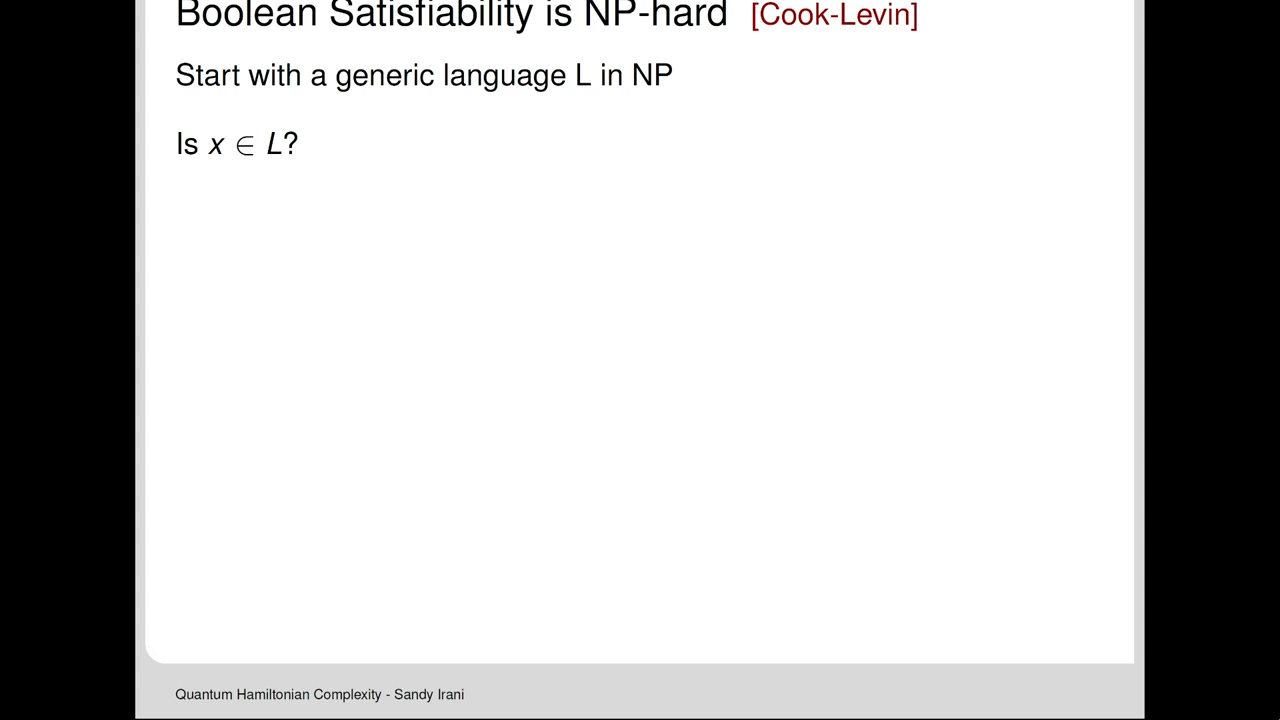 Boolean Satisfiability is NP-hard [Cook-Levin]
Start with a generic language L in NP
Is x ∈ L?
Quantum Hamiltonian Complexity - Sandy Irani